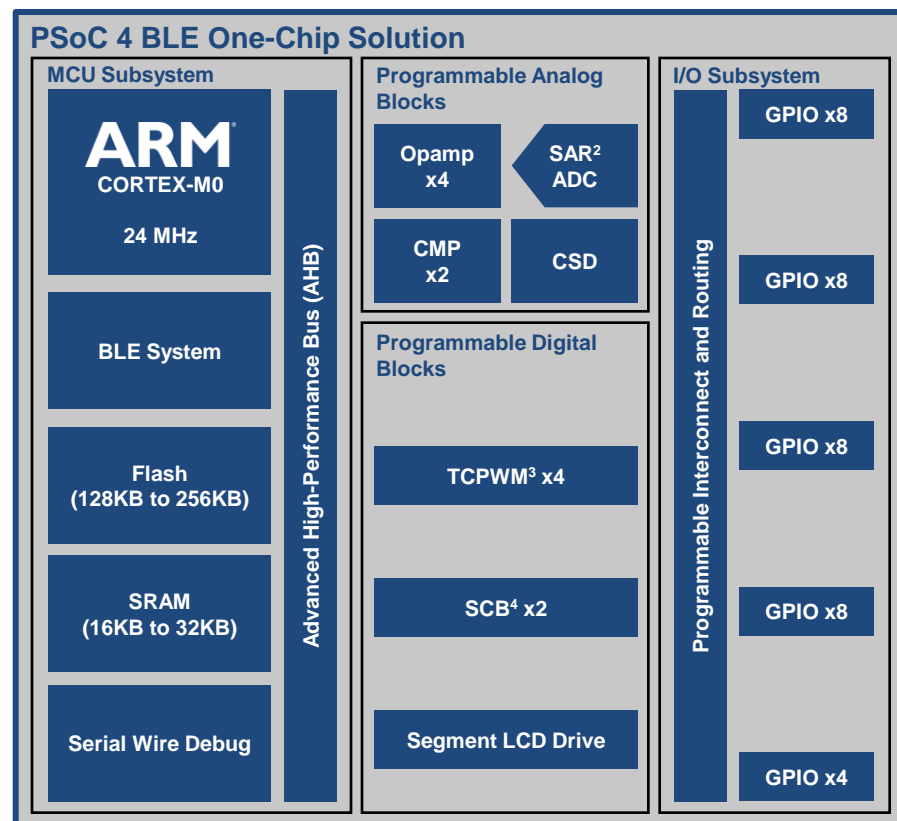 PSoC 4 BLE One-Chip Solution
MCU Subsystem
ARM®
CORTEX-M0
24 MHz
BLE System
Flash
(128KB to 256KB)
SRAM
(16KB to 32KB)
Serial Wire Debug
Advanced High-Performance Bus (AHB)
Programmable Analog
Blocks
Opamp
x4
SAR²
ADC
CMP
x2
CSD
Programmable Digital
Blocks
TCPWM³ x4
SCB⁴ x2
Segment LCD Drive
I/O Subsystem
Programmable Interconnect and Routing
GPIO x8
GPIO x8
GPIO x8
GPIO x8
GPIO x4